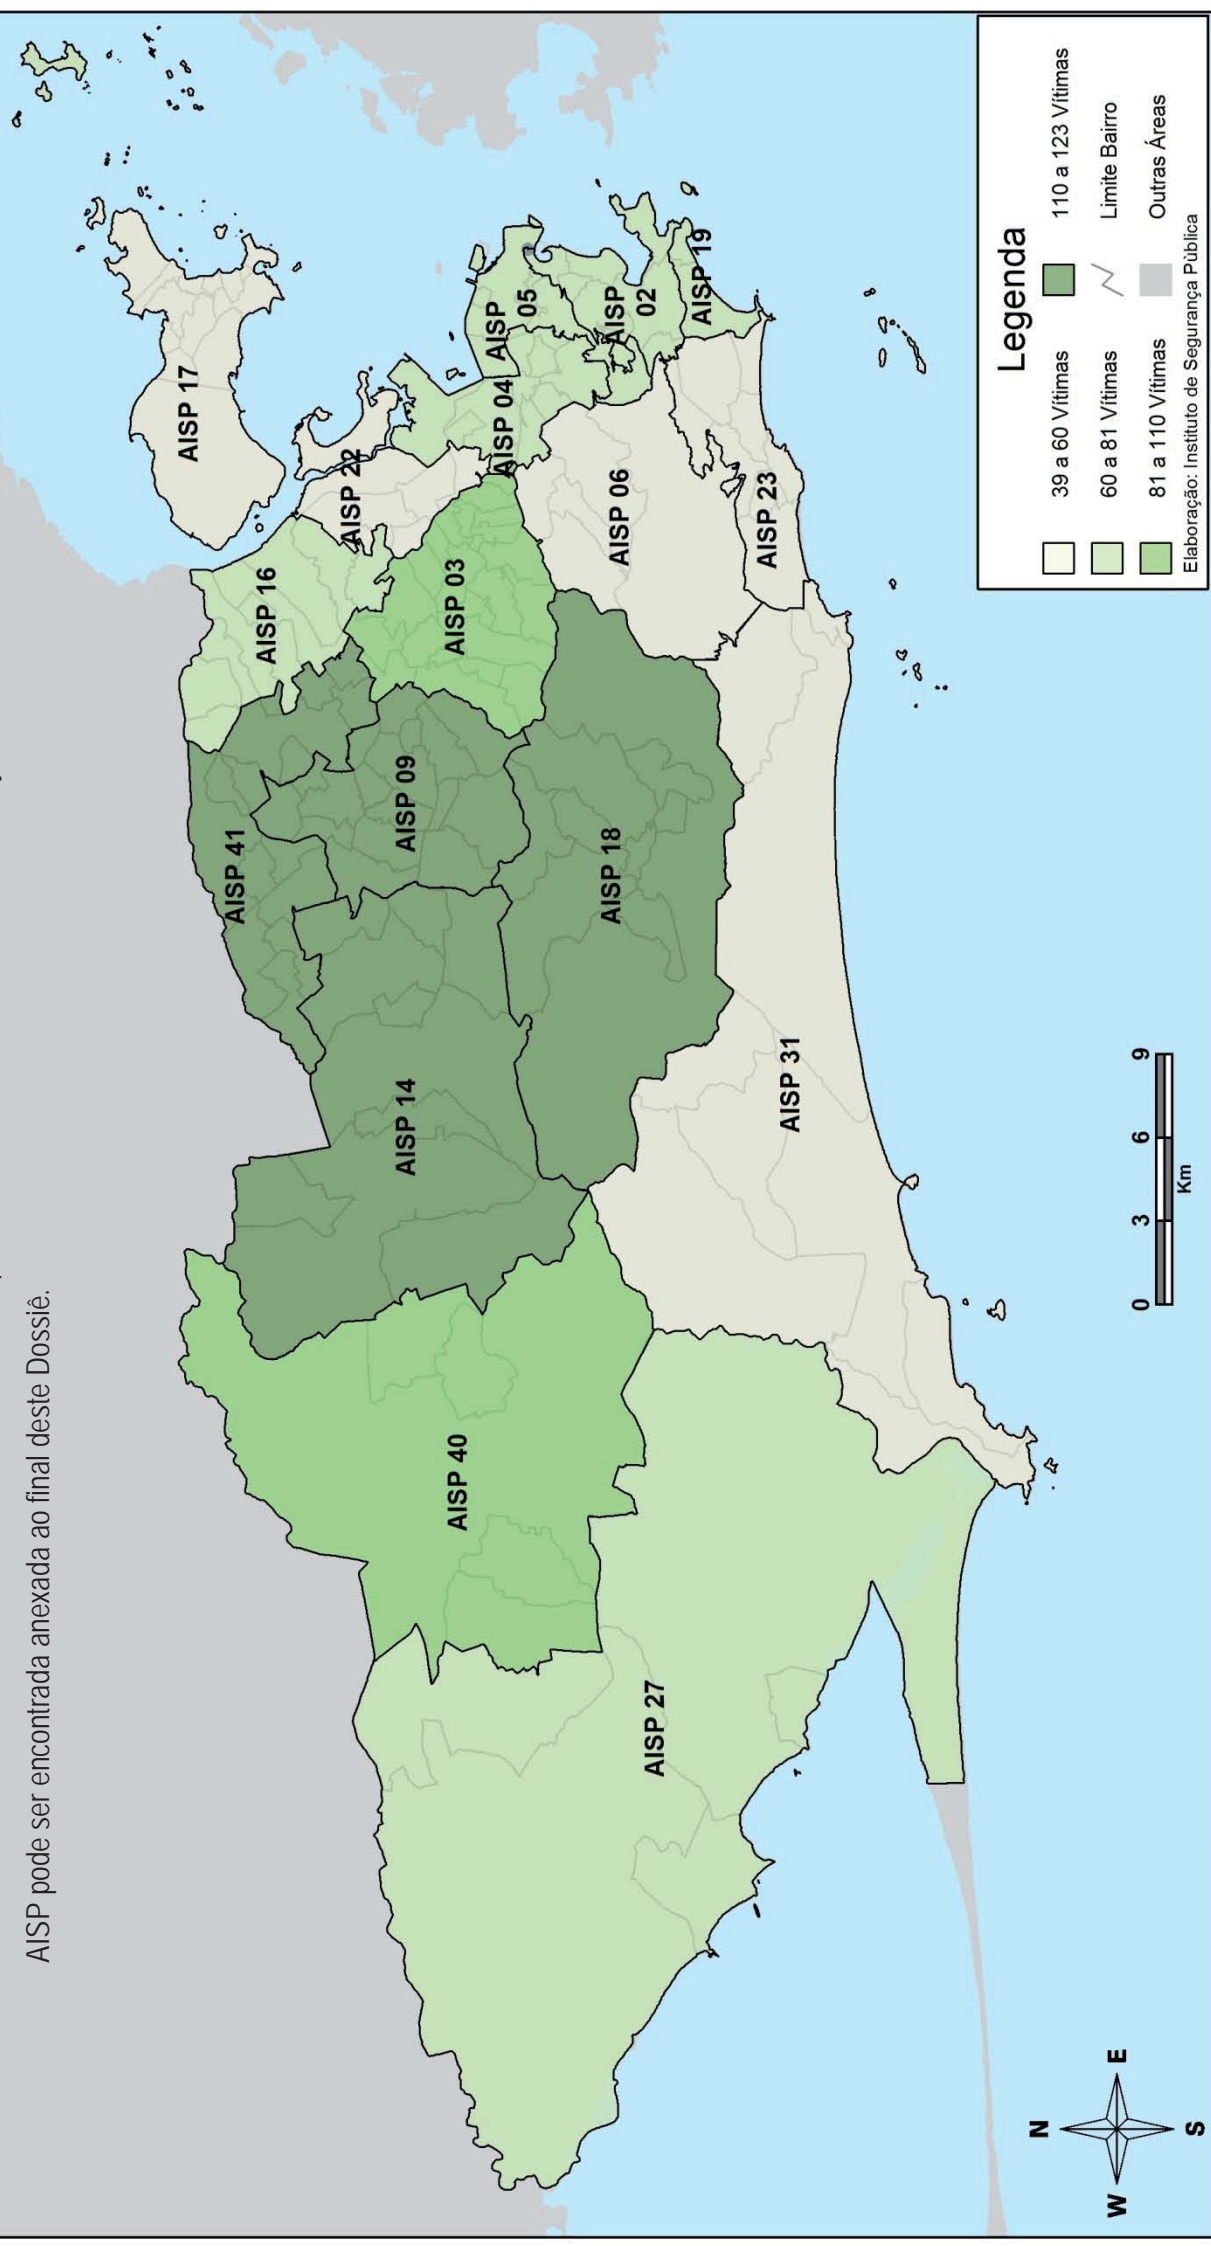 AISP pode ser encontrada anexada ao final deste Dossiê.
AISP 17
AISP 22
AISP 16
AISP 41
AISP 03
AISP 09
AISP 14
AISP 40
AISP 04
AISP
05
AISP
02
AISP 19
AISP 06
AISP 23
AISP 18
AISP 31
AISP 27
N
W
E
S
0 3 6 9
Km
Legenda
39 a 60 Vítimas
60 a 81 Vítimas
81 a 110 Vítimas
110 a 123 Vítimas
Limite Bairro
Outras Áreas
Elaboração: Instituto de Segurança Pública